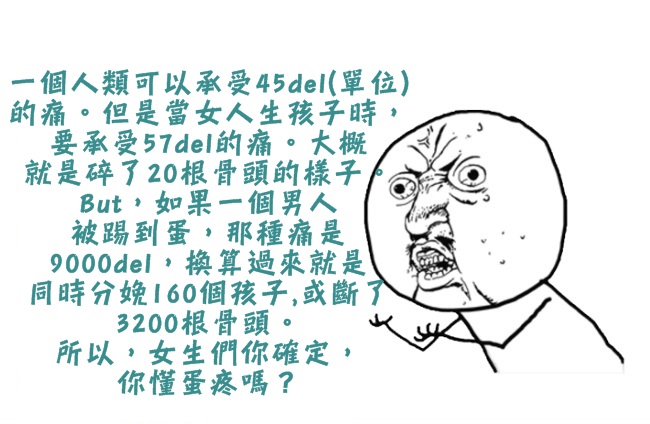 一個人類可以承受45del(單位)
的痛。但是當女人生孩子時，
要承受57del的痛。大概
就是碎了20根骨頭的樣子。
But，如果一個男人
被踢到蛋，那種痛是
9000del，換算過來就是
同時分娩160個孩子,或斷了
3200根骨頭。
所以，女生們你確定，
你懂蛋疼嗎？